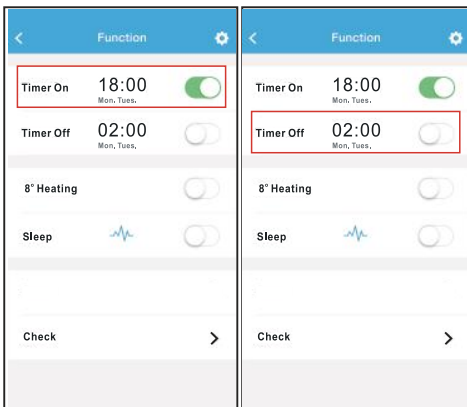 Function
Timer On 18:00
Mon. Tues.
Timer Off 02:00
Mon, Tues,
8° Heating
Sleep
Check
Function
Timer On 18:00
Mon. Tues.
Timer Off 02:00
Mon, Tues,
8° Heating
Sleep
Check